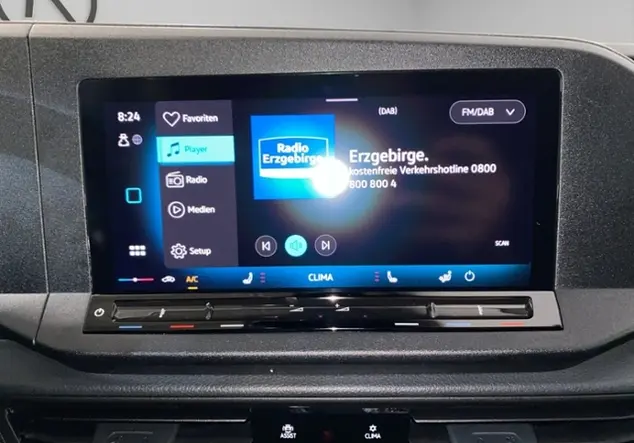 8:24
Favoriten
Player
Radio
Medien
Setup
(DAB)
FM/DAB
Radio
Erzgebirge
Erzgebirge.
kostenfreie Verkehrshotline 0800
800 800 4
SCAN
A/C
CLIMA
ASSIST
CLIMA